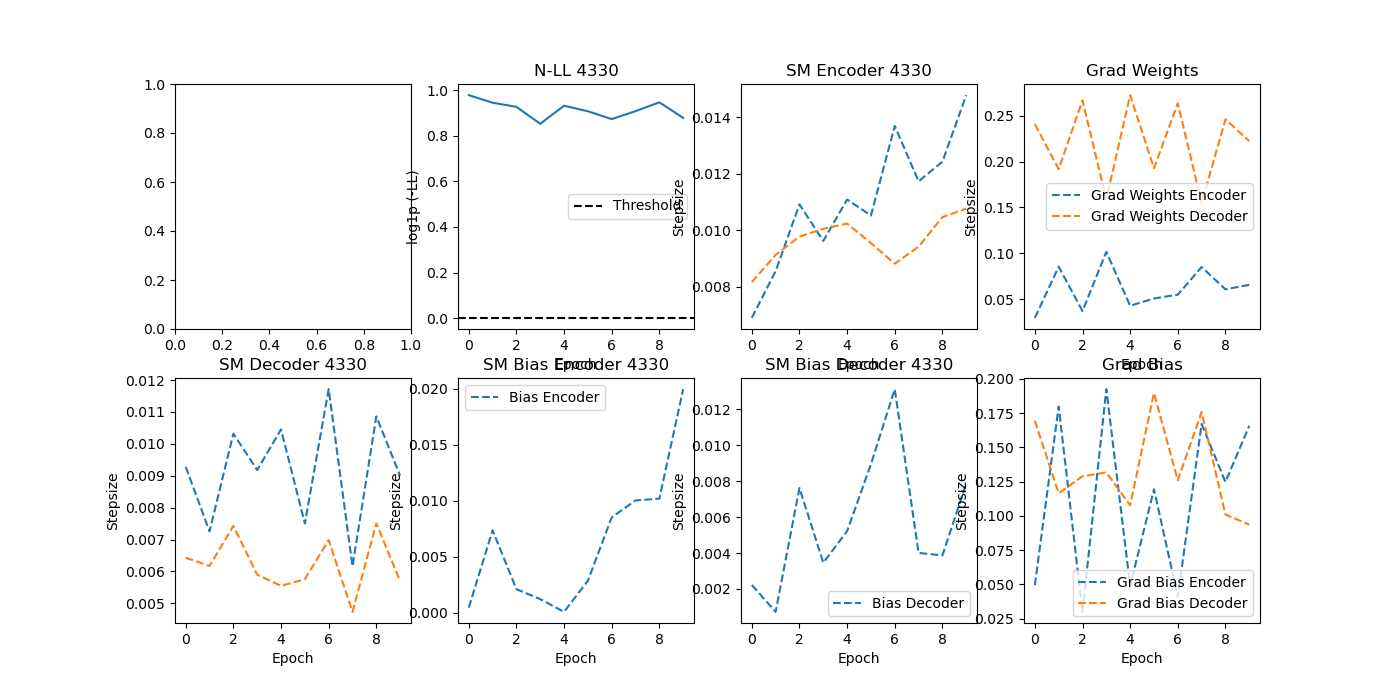 N-LL 4330
SM Encoder 4330
Grad Weights
1.0
0.8
0.6
0.4
0.2
0.0
0.0 0.2 0.4 0.6 0.8 1.0
log1p (-LL)
1.0
0.8
0.6
0.4
0.2
0.0
Threshold
0 2 4 6 8
Epoch
Stepsize
0.014
0.012
0.010
0.008
0 2 4 6 8
Epoch
Stepsize
0.25
0.20
0.15
0.10
0.05
Grad Weights Encoder
Grad Weights Decoder
0 2 4 6 8
Epoch
SM Decoder 4330
SM Bias Encoder 4330
SM Bias Decoder 4330
Grad Bias
Stepsize
0.012
0.011
0.010
0.009
0.008
0.007
0.006
0.005
0 2 4 6 8
Epoch
Stepsize
0.020
0.015
0.010
0.005
0.000
Bias Encoder
0 2 4 6 8
Epoch
Stepsize
0.012
0.010
0.008
0.006
0.004
0.002
Bias Decoder
0 2 4 6 8
Epoch
Stepsize
0.200
0.175
0.150
0.125
0.100
0.075
0.050
0.025
Grad Bias Encoder
Grad Bias Decoder
0 2 4 6 8
Epoch